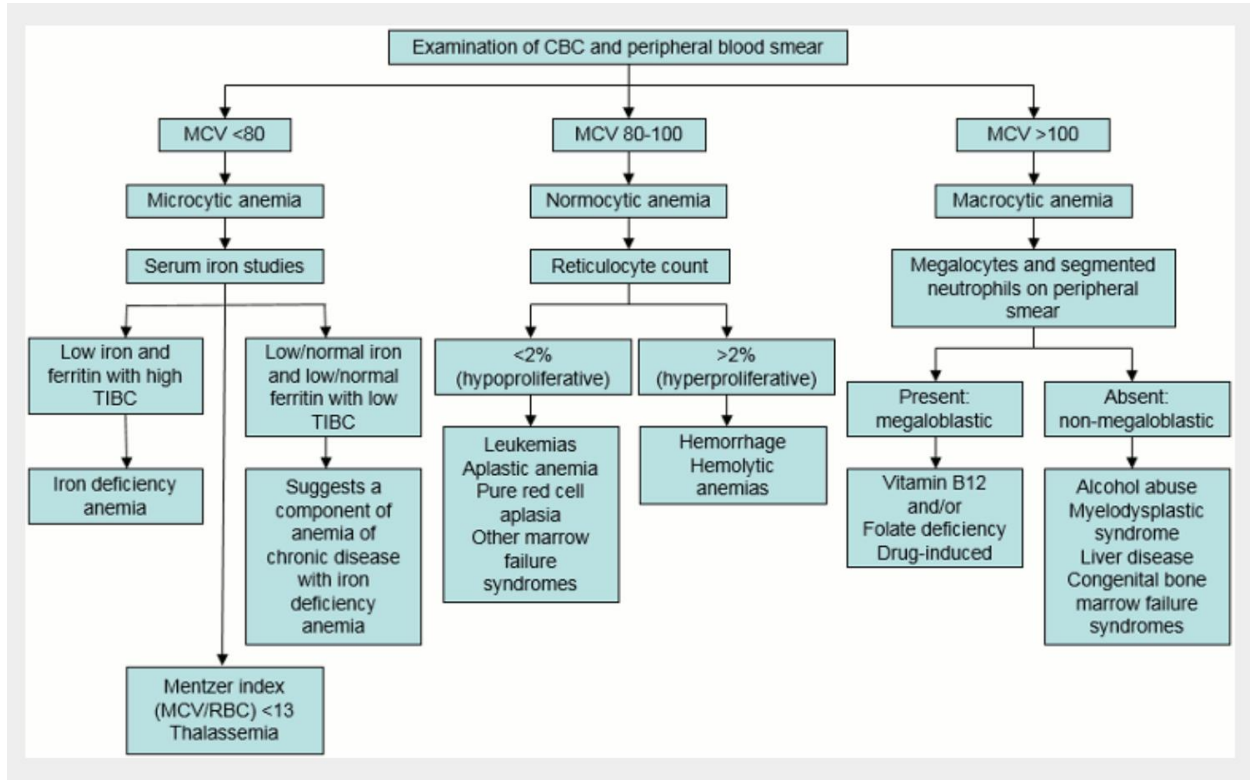 Examination of CBC and peripheral blood smear
MCV <80
MCV 80-100
MCV >100
Microcytic anemia
Normocytic anemia
Macrocytic anemia
Serum iron studies
Reticulocyte count
Megalocytes and segmented
neutrophils on peripheral
smear
Low iron and
ferritin with high
TIBC
Low/normal iron
and low/normal
ferritin with low
TIBC
<2%
(hypoproliferative)
>2%
(hyperproliferative)
Present:
megaloblastic
Absent:
non-megaloblastic
Iron deficiency
anemia
Suggests a
component of
anemia of
chronic disease
with iron
deficiency
anemia
Leukemias
Aplastic anemia
Pure red cell
aplasia
Other marrow
failure
syndromes
Hemorrhage
Hemolytic
anemias
Vitamin B12
and/or
Folate deficiency
Drug-induced
Alcohol abuse
Myelodysplastic
syndrome
Liver disease
Congenital bone
marrow failure
syndromes
Mentzer index
(MCV/RBC) <13
Thalassemia